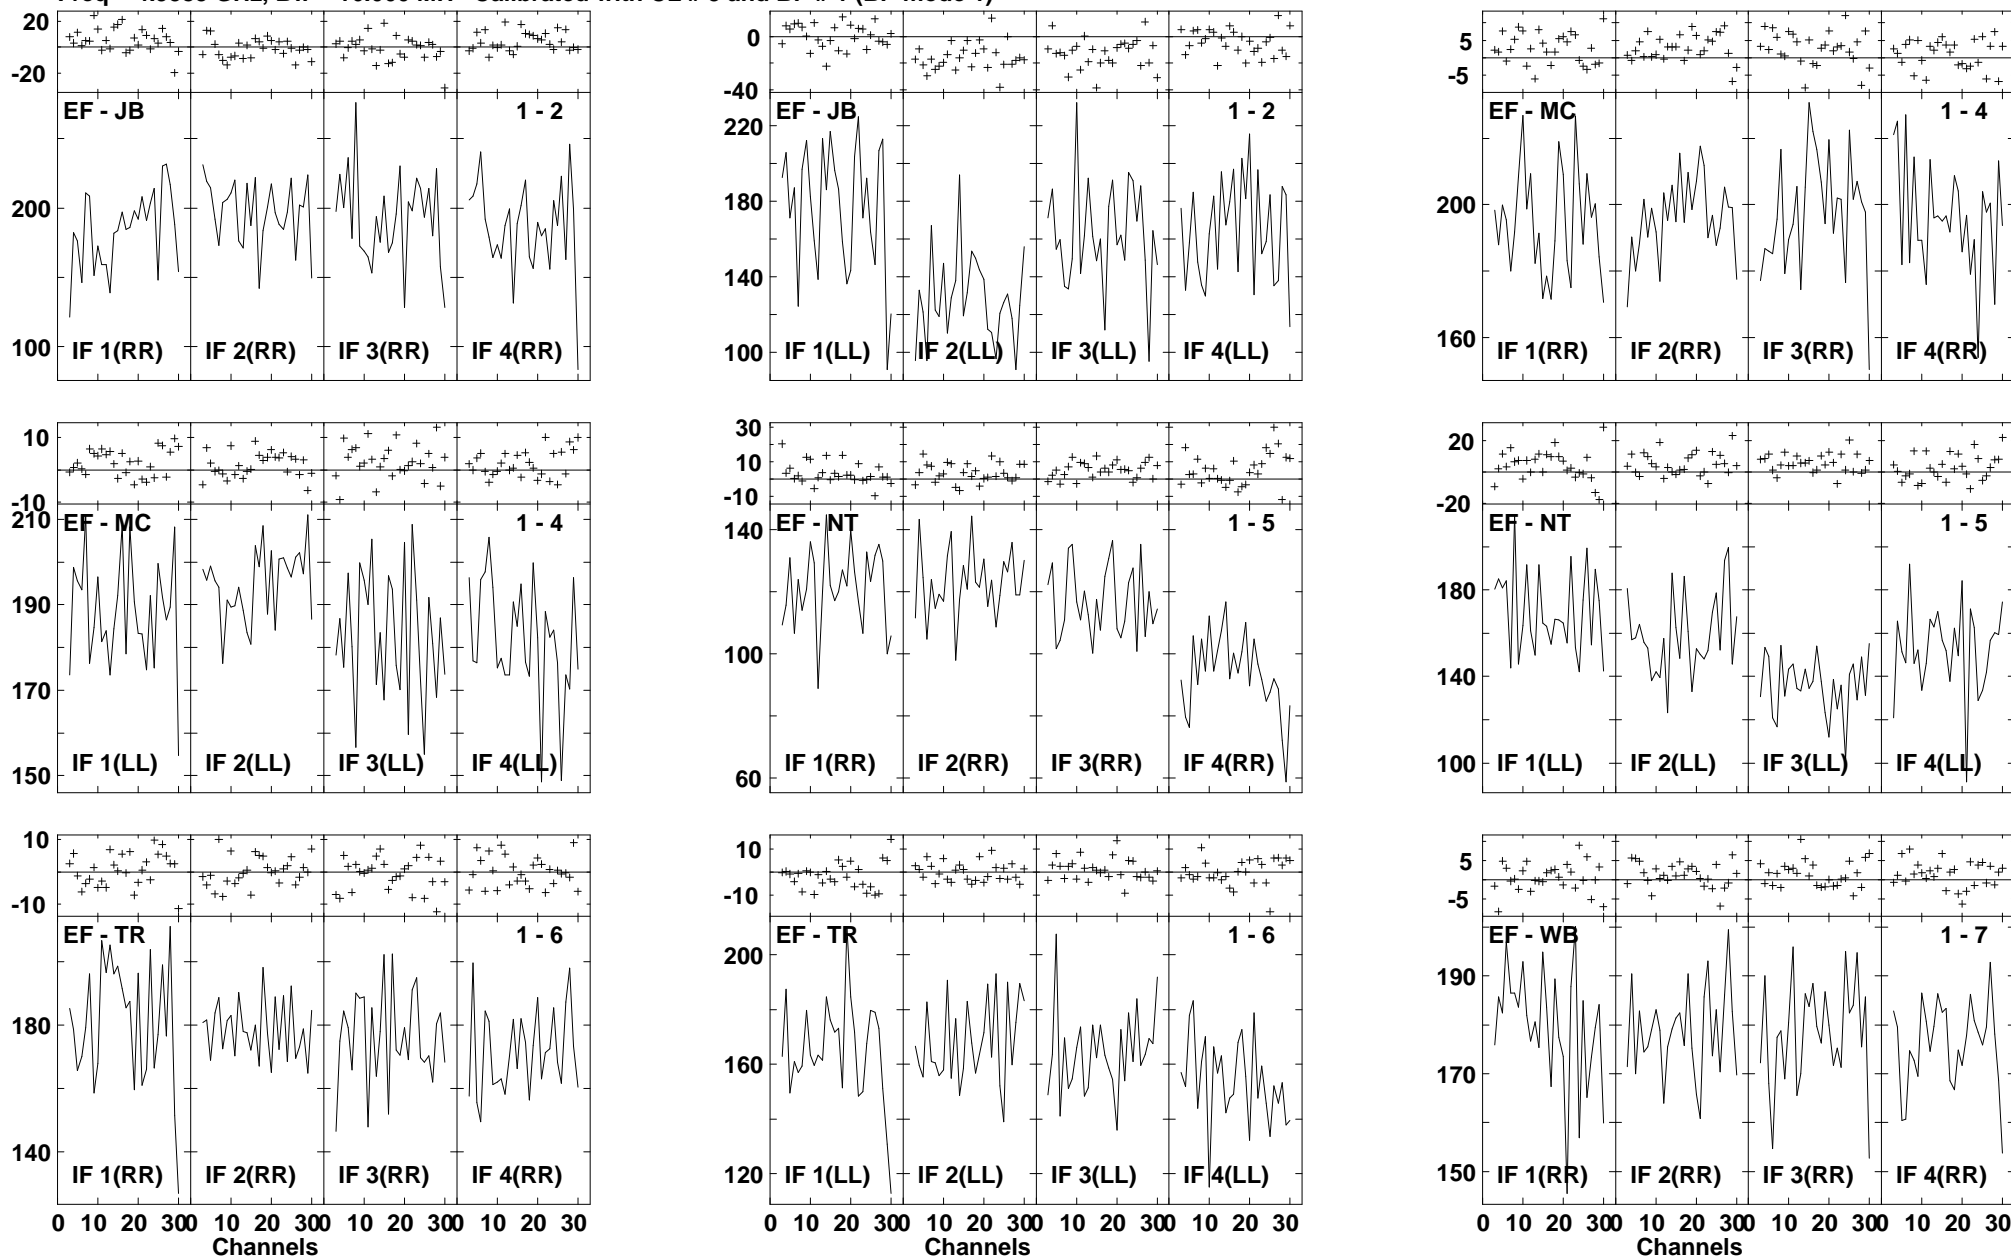 20
-20
EF - JB
1 - 2
200
100
IF 1(RR)
IF 2(RR)
IF 3(RR)
IF 4(RR)
0
-40
EF - JB
1 - 2
220
180
140
100
IF 1(LL)
IF 2(LL)
IF 3(LL)
IF 4(LL)
5
-5
EF - MC
1 - 4
200
160
IF 1(RR)
IF 2(RR)
IF 3(RR)
IF 4(RR)
10
-10
210
EF - MC
1 - 4
190
170
150
IF 1(LL)
IF 2(LL)
IF 3(LL)
IF 4(LL)
30
10
-10
EF - NT
1 - 5
140
100
60
IF 1(RR)
IF 2(RR)
IF 3(RR)
IF 4(RR)
20
0
-20
EF - NT
1 - 5
180
140
100
IF 1(LL)
IF 2(LL)
IF 3(LL)
IF 4(LL)
10
0
-10
EF - TR
1 - 6
180
140
IF 1(RR)
IF 2(RR)
IF 3(RR)
IF 4(RR)
0 10 20 30 0 10 20 30 0 10 20 30 0 10 20 30
Channels
10
-10
EF - TR
1 - 6
200
160
120
IF 1(LL)
IF 2(LL)
IF 3(LL)
IF 4(LL)
0 10 20 30 0 10 20 30 0 10 20 30 0 10 20 30
Channels
5
-5
EF - WB
1 - 7
190
170
150
IF 1(RR)
IF 2(RR)
IF 3(RR)
IF 4(RR)
0 10 20 30 0 10 20 30 0 10 20 30 0 10 20 30
Channels